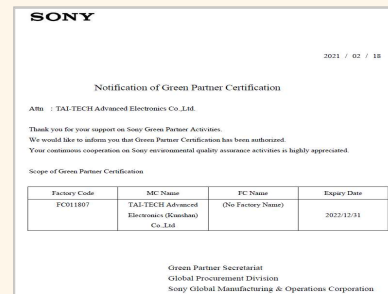 SONY
2021 / 02 / 18
Notification of Green Partner Certification
Attn : TAI-TECH Advanced Electronics Co.,Ltd.
Thank you for your support on Sony Green Partner Activities.
We would like to inform you that Green Partner Certification has been authorized.
Your continuous cooperation on Sony environmental quality assurance activities is highly appreciated.
Scope of Green Partner Certification
Factory Code MC Name FC Name Expiry Date
FC011807 TAI-TECH Advanced (No Factory Name)
Electronics (Kunshan) 2022/12/31
Co.,Ltd
Green Partner Secretariat
Global Procurement Division
Sony Global Manufacturing & Operations Corporation